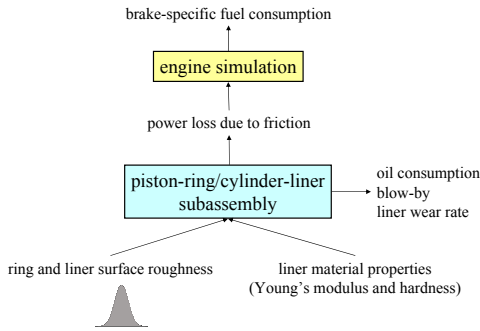 brake-specific fuel consumption
engine simulation
power loss due to friction
piston-ring/cylinder-liner
subassembly
oil consumption
blow-by
liner wear rate
ring and liner surface roughness
liner material properties
(Young's modulus and hardness)